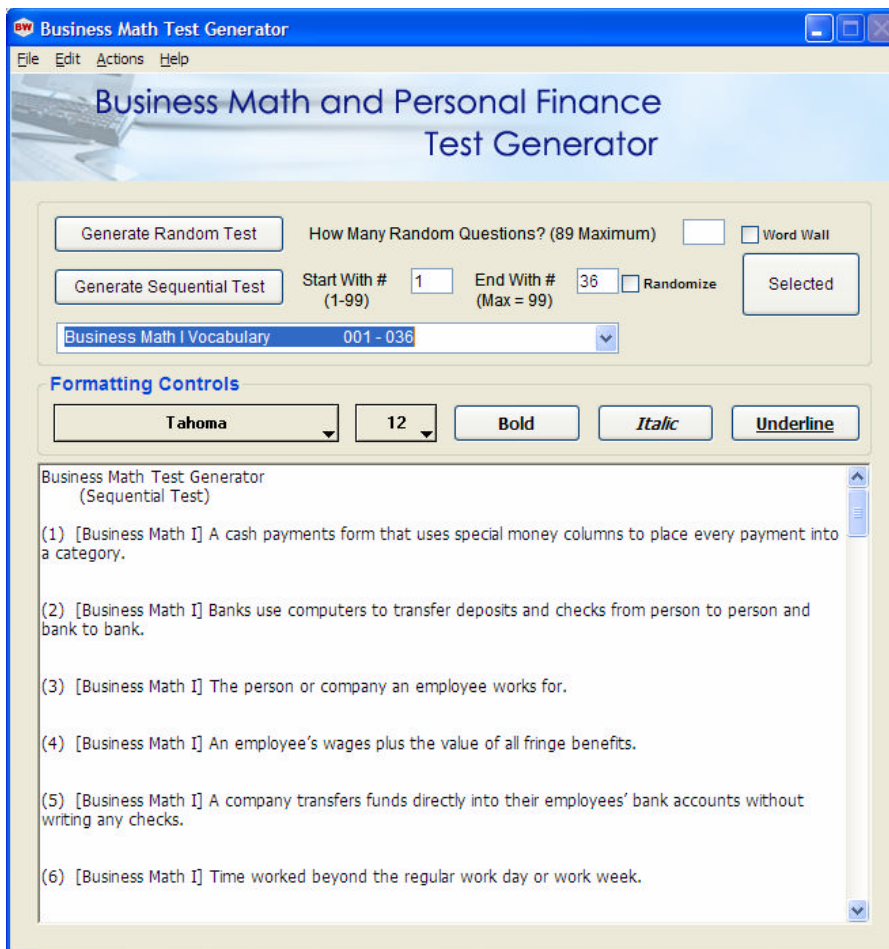 BW Business Math Test Generator
File Edit Actions Help
Business Math and Personal Finance
Test Generator
Generate Random Test How Many Random Questions? (89 Maximum) Word Wall
Generate Sequential Test Start With # 1 End With # 36 Randomize Selected
(1-99) (Max = 99)
Business Math I Vocabulary 001 - 036
Formatting Controls
Tahoma 12 Bold Italic Underline
Business Math Test Generator
(Sequential Test)
(1) [Business Math I] A cash payments form that uses special money columns to place every payment into
a category.
(2) [Business Math I] Banks use computers to transfer deposits and checks from person to person and
bank to bank.
(3) [Business Math I] The person or company an employee works for.
(4) [Business Math I] An employee’s wages plus the value of all fringe benefits.
(5) [Business Math I] A company transfers funds directly into their employees’ bank accounts without
writing any checks.
(6) [Business Math I] Time worked beyond the regular work day or work week.